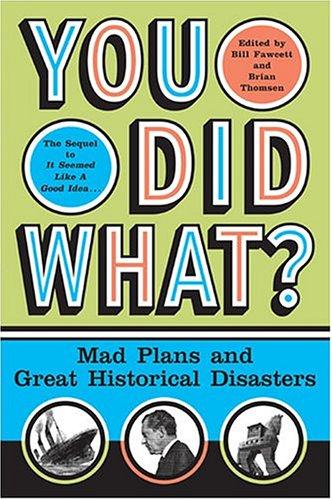 YOU
Edited by
Bill Fawcett
and
Brian
Thomsen
The Sequel
to
It Seemed
Like A
Good Idea...
DID
WHAT?
Mad Plans and
Great Historical Disasters